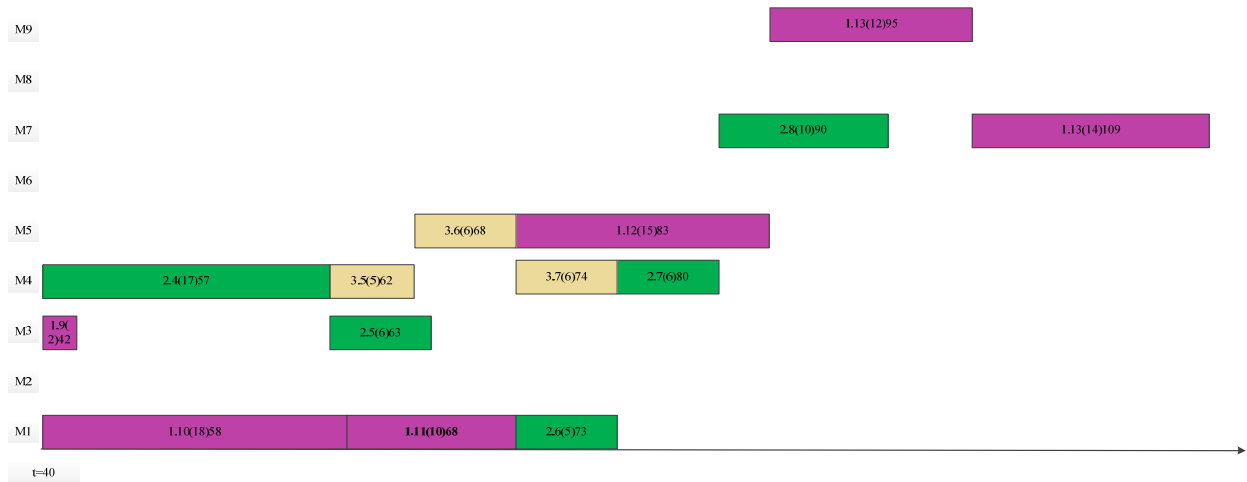 M9
1.13(12)95
M8
M7
2.8(10)90
1.13(14)109
M6
M5
3.6(6)68
1.12(15)83
M4
2.4(17)57
3.5(5)62
3.7(6)74
2.7(6)80
M3
1.9(
2)42
2.5(6)63
M2
M1
1.10(18)58
1.11(10)68
2.6(5)73
t=40